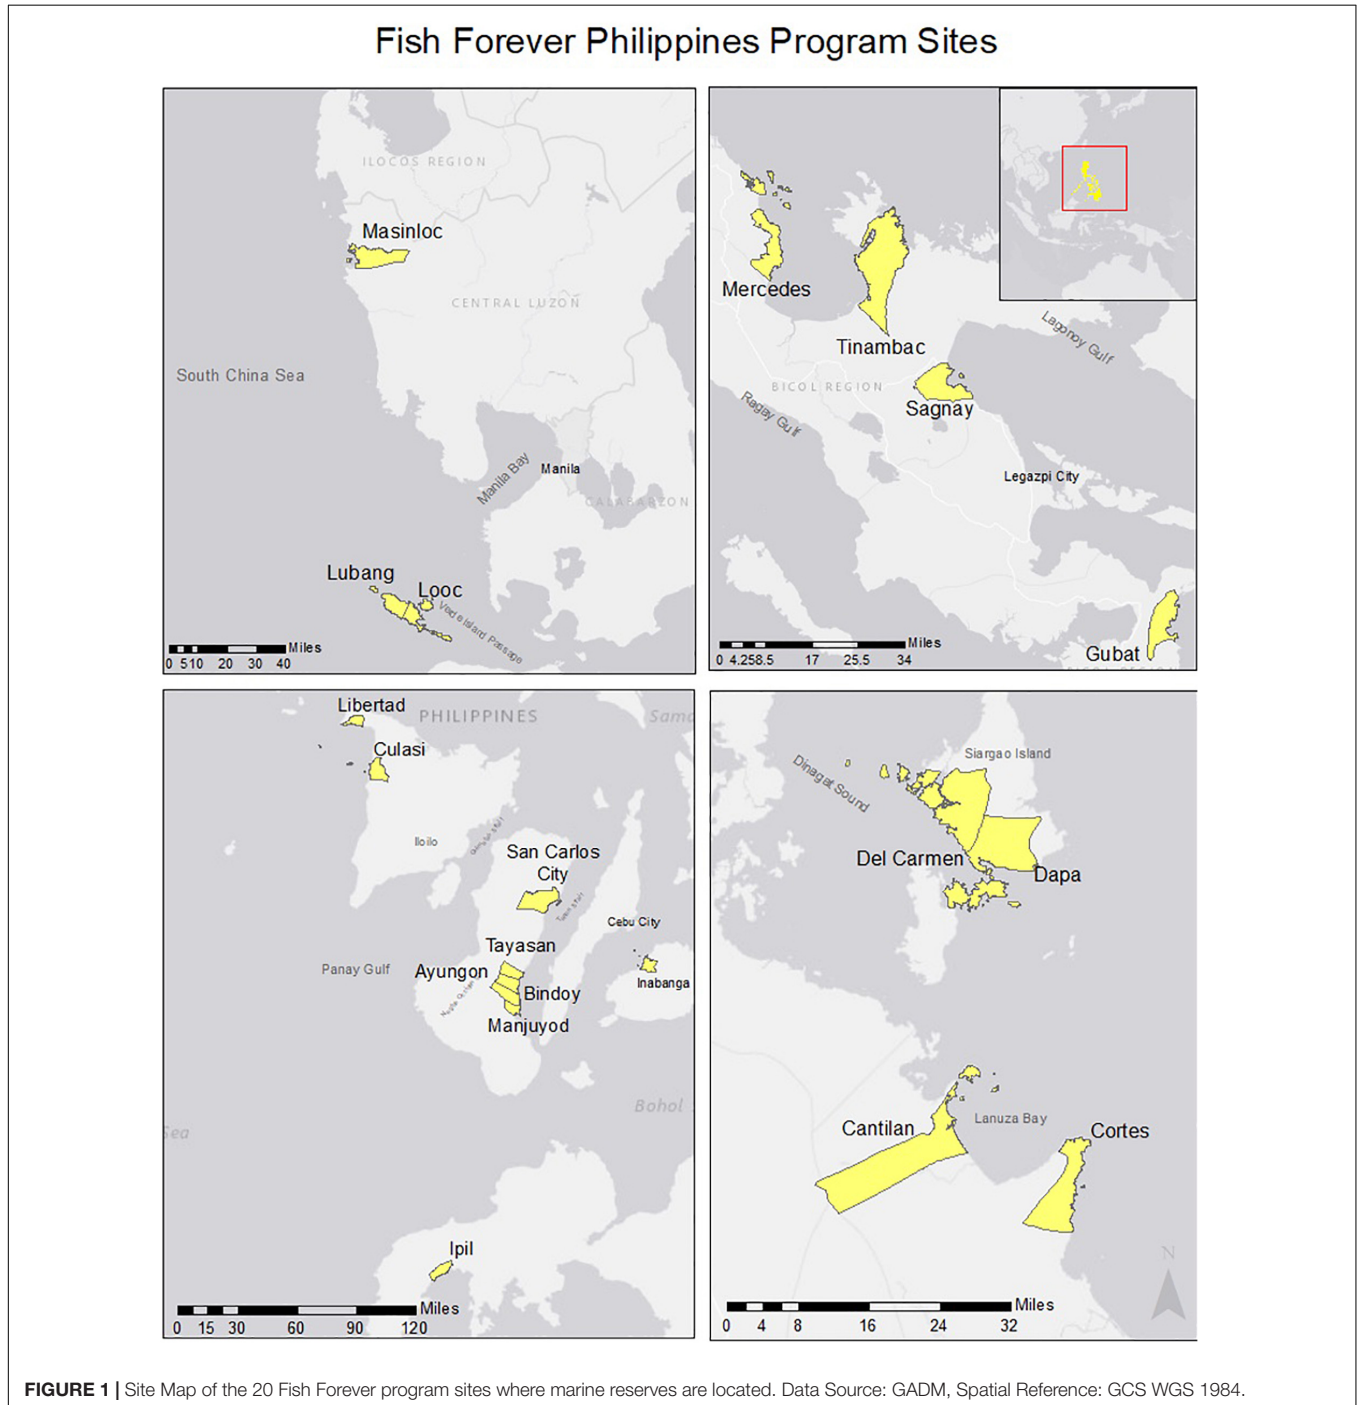 Fish Forever Philippines Program Sites
ILOCOS REGION
Masinloc
CENTRAL LUZON
South China Sea
Manila Bay
Manila
CALABARZON
Lubang
Looc
Verde Island Passage
Miles
0 5 10 20 30 40
Mercedes
Tinambac
Lagonoy Gulf
BICOL REGION
Ragay Gulf
Sagnay
Legazpi City
Gubat
Miles
0 4.25 8.5 17 25.5 34
Libertad
PHILIPPINES
Culasi
Iloilo
San Carlos
City
Cebu City
Tayasan
Panay Gulf
Ayungon
Inabanga
Bindoy
Manjuyod
Bohol
Sea
Ipil
Miles
0 15 30 60 90 120
Siargao Island
Dinagat Sound
Del Carmen
Dapa
Cantilan
Lanuza Bay
Cortes
N
Miles
0 4 8 16 24 32
FIGURE 1 | Site Map of the 20 Fish Forever program sites where marine reserves are located. Data Source: GADM, Spatial Reference: GCS WGS 1984.